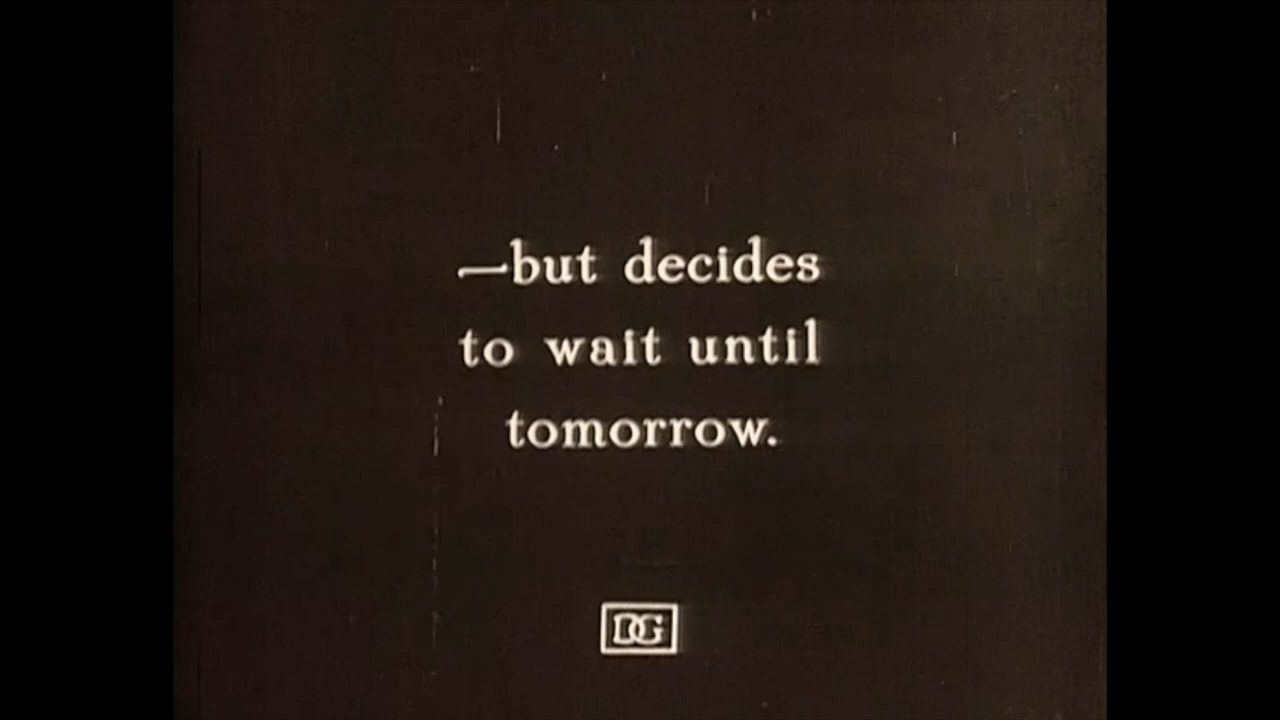 —but decides
to wait until
tomorrow.
DG